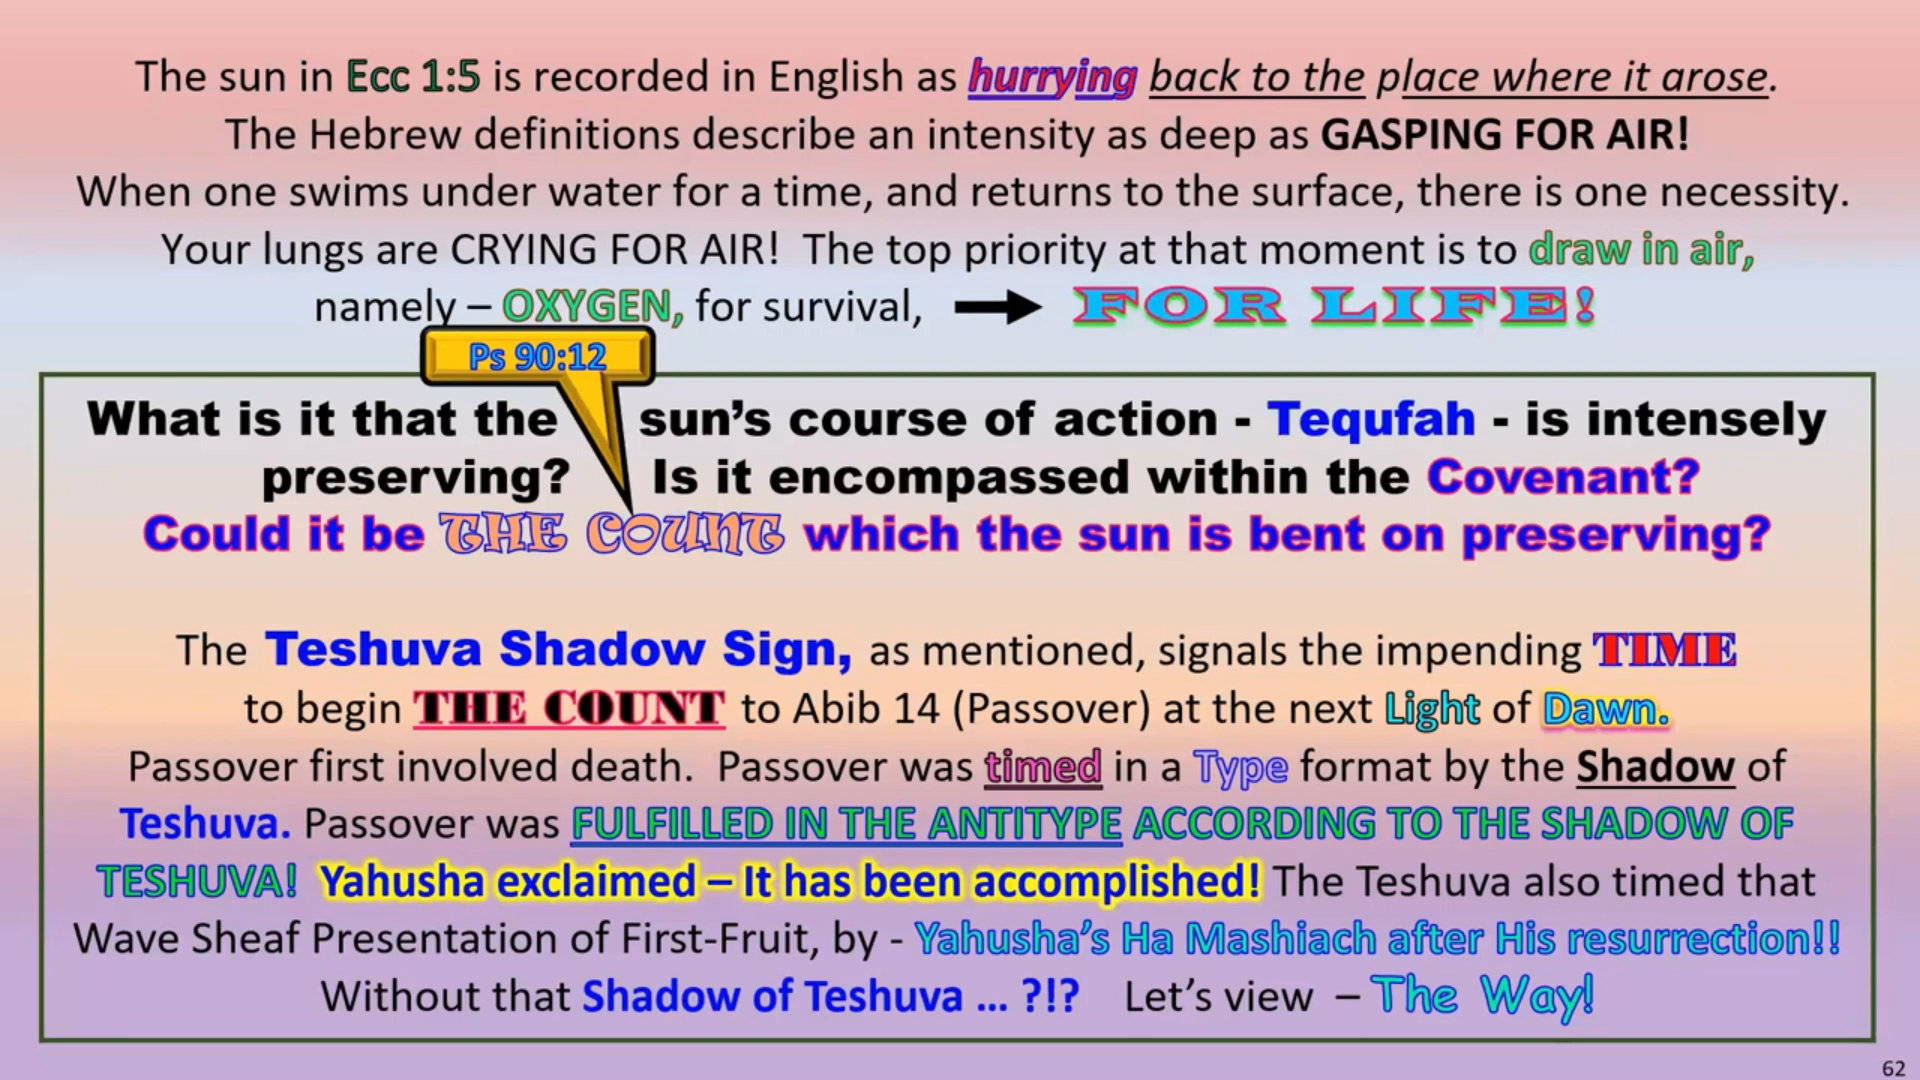 The sun in Ecc 1:5 is recorded in English as hurrying back to the place where it arose.
The Hebrew definitions describe an intensity as deep as GASPING FOR AIR!
When one swims under water for a time, and returns to the surface, there is one necessity.
Your lungs are CRYING FOR AIR! The top priority at that moment is to draw in air,
namely – OXYGEN, for survival, → FOR LIFE!
Ps 90:12
What is it that the sun’s course of action - Tequfah - is intensely
preserving? Is it encompassed within the Covenant?
Could it be THE COUNT which the sun is bent on preserving?
The Teshuva Shadow Sign, as mentioned, signals the impending TIME
to begin THE COUNT to Abib 14 (Passover) at the next Light of Dawn.
Passover first involved death. Passover was timed in a Type format by the Shadow of
Teshuva. Passover was FULFILLED IN THE ANTITYPE ACCORDING TO THE SHADOW OF
TESHUVA! Yahusha exclaimed – It has been accomplished! The Teshuva also timed that
Wave Sheaf Presentation of First-Fruit, by - Yahusha’s Ha Mashiach after His resurrection!!
Without that Shadow of Teshuva ... ?!? Let’s view – The Way!
62